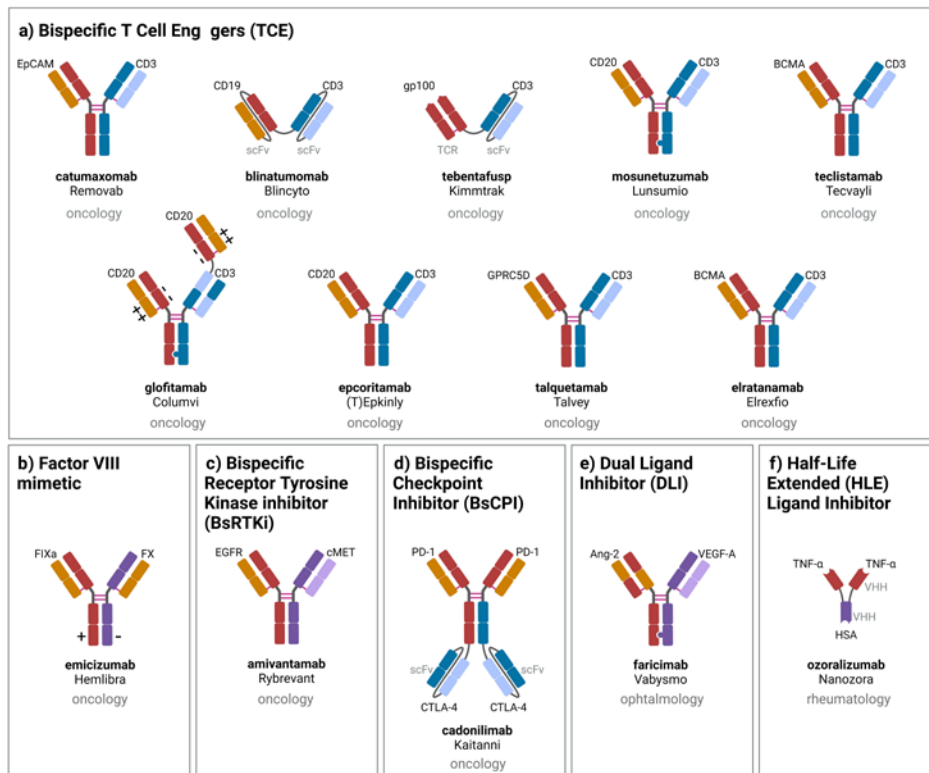 a) Bispecific T Cell Eng gers (TCE)
EpCAM CD3
catumaxomab
Removab
oncology
CD19 CD3
scFv scFv
blinatumomab
Blincyto
oncology
gp100 CD3
TCR scFv
tebentafusp
Kimmtrak
oncology
CD20 CD3
mosunetuzumab
Lunsumio
oncology
BCMA CD3
teclistamab
Tecvayli
oncology
CD20
++
-
-
CD20 CD3
-
-
++
glofitamab
Columvi
oncology
CD20 CD3
epcoritamab
(T)Epkinly
oncology
GPRC5D CD3
talquetamab
Talvey
oncology
BCMA CD3
elratanamab
Elrexfio
oncology
b) Factor VIII
mimetic
FIXa FX
+ -
emicizumab
Hemlibra
oncology
c) Bispecific
Receptor Tyrosine
Kinase inhibitor
(BsRTKi)
EGFR cMET
amivantamab
Rybrevant
oncology
d) Bispecific
Checkpoint
Inhibitor (BsCPI)
PD-1 PD-1
scFv scFv
CTLA-4 CTLA-4
cadonilimab
Kaitanni
oncology
e) Dual Ligand
Inhibitor (DLI)
Ang-2 VEGF-A
faricimab
Vabysmo
ophtalmology
f) Half-Life
Extended (HLE)
Ligand Inhibitor
TNF-α TNF-α
VHH
VHH
HSA
ozoralizumab
Nanozora
rheumatology